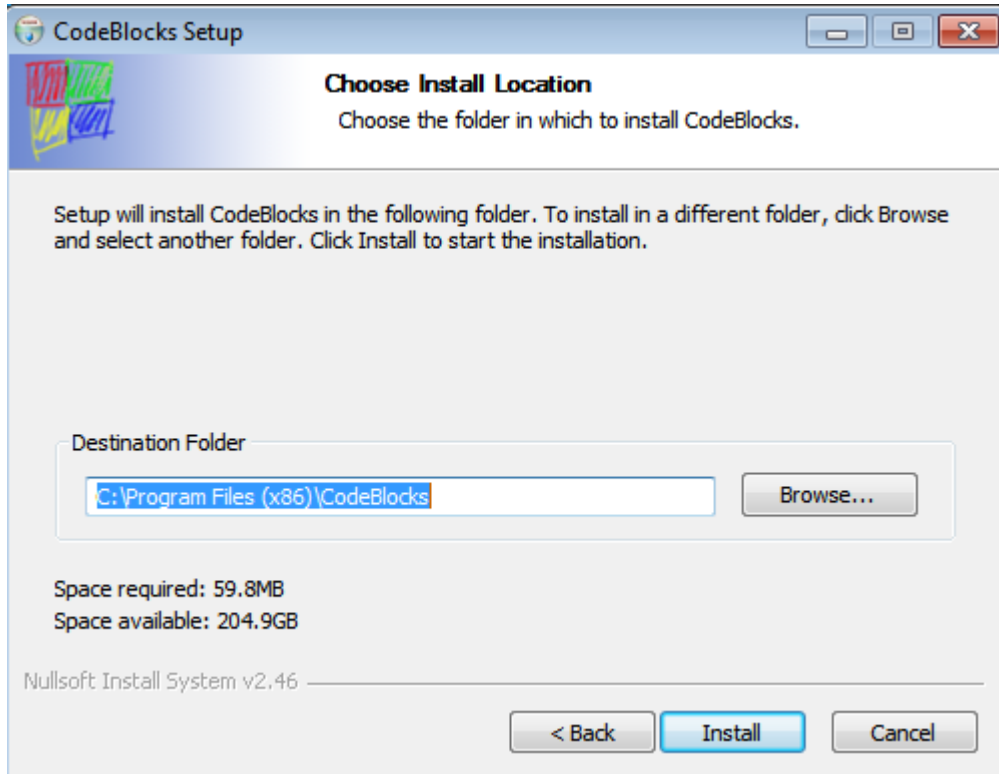 CodeBlocks Setup
Choose Install Location
Choose the folder in which to install CodeBlocks.
Setup will install CodeBlocks in the following folder. To install in a different folder, click Browse
and select another folder. Click Install to start the installation.
Destination Folder
C:\Program Files (x86)\CodeBlocks
Browse...
Space required: 59.8MB
Space available: 204.9GB
Nullsoft Install System v2.46
< Back
Install
Cancel